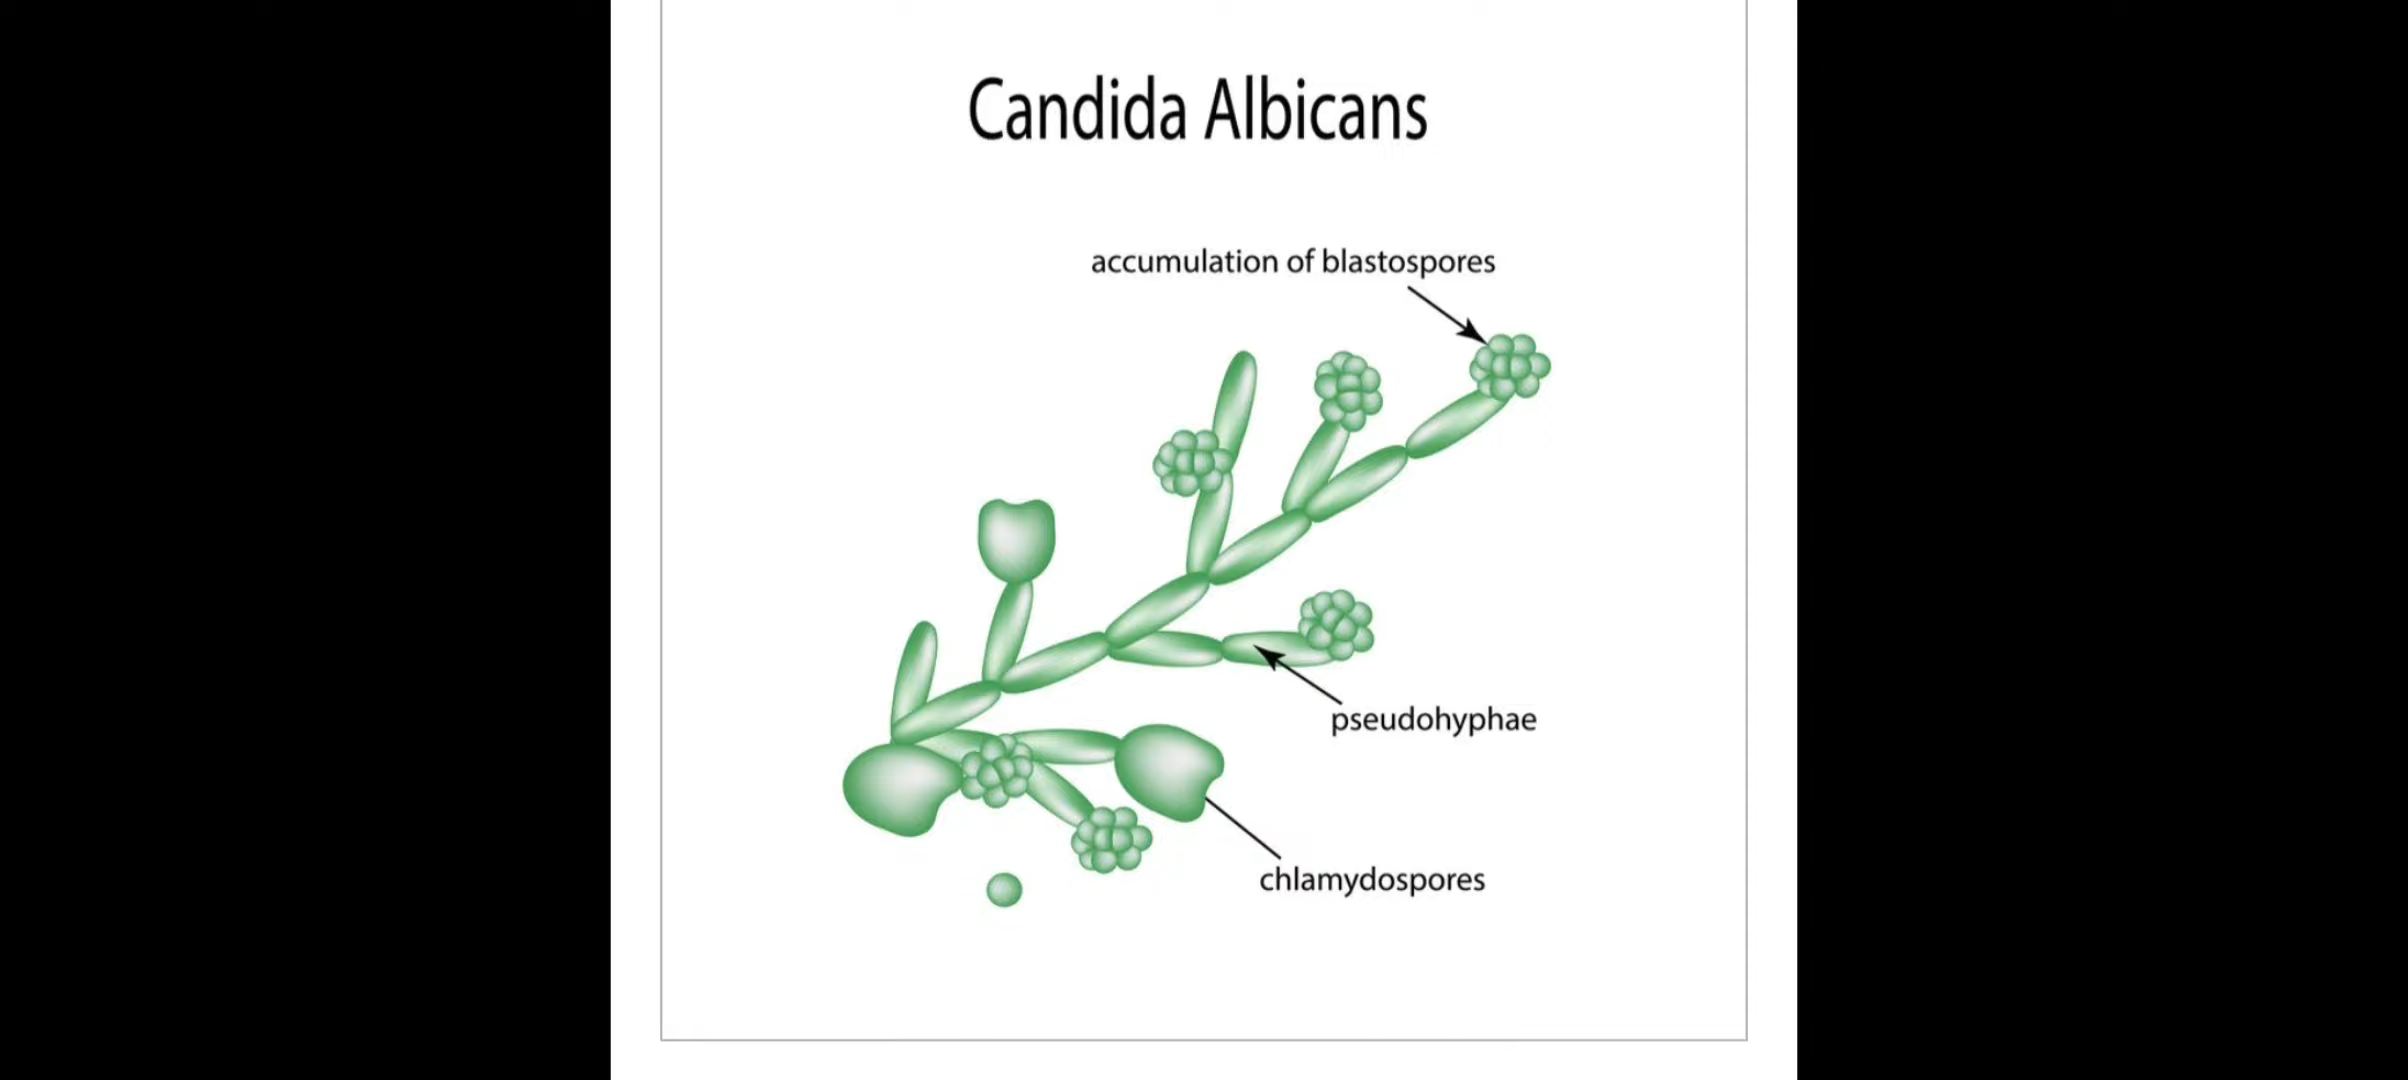 Candida Albicans
accumulation of blastospores
pseudohyphae
chlamydospores